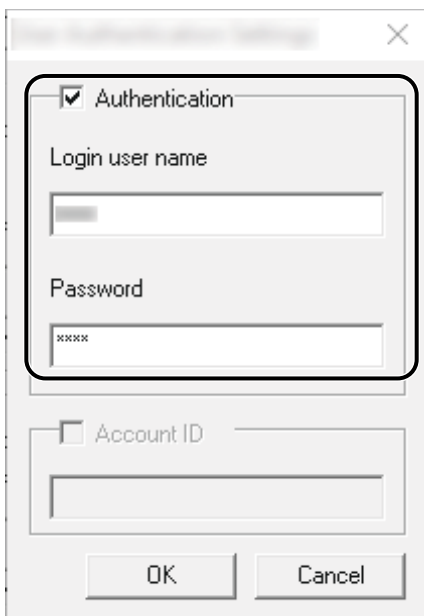 Authentication
Login user name
Password
****
Account ID
OK
Cancel